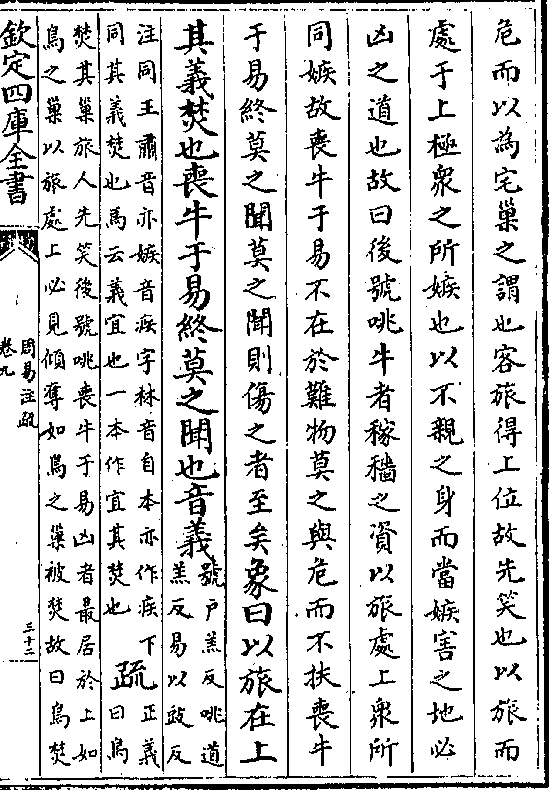 危而以為宅巢之謂也客旅得上位故先笑也以旅而
處于上極衆之所嫉也以不親之身而當嫉害之地必
凶之道也故曰後號咷牛者稼穡之資以旅處上衆所
同嫉故喪牛于易不在於難物莫之與危而不扶喪牛
于易終莫之聞莫之聞則傷之者至矣象曰以旅在上
其義焚也喪牛于易終莫之聞也音義
號户羔反咷道
羔反易以豉反
注同王肅音亦嫉音疾字林音自本亦作疾下
同其義焚也馬云義宜也一本作宜其焚也
疏
正義
曰鳥
焚其巢旅人先笑後號咷喪牛于易凶者最居於上如
鳥之巢以旅處上必見傾奪如鳥之巢被焚故曰鳥焚
欽定四庫全書
周易注疏
卷九
三十二